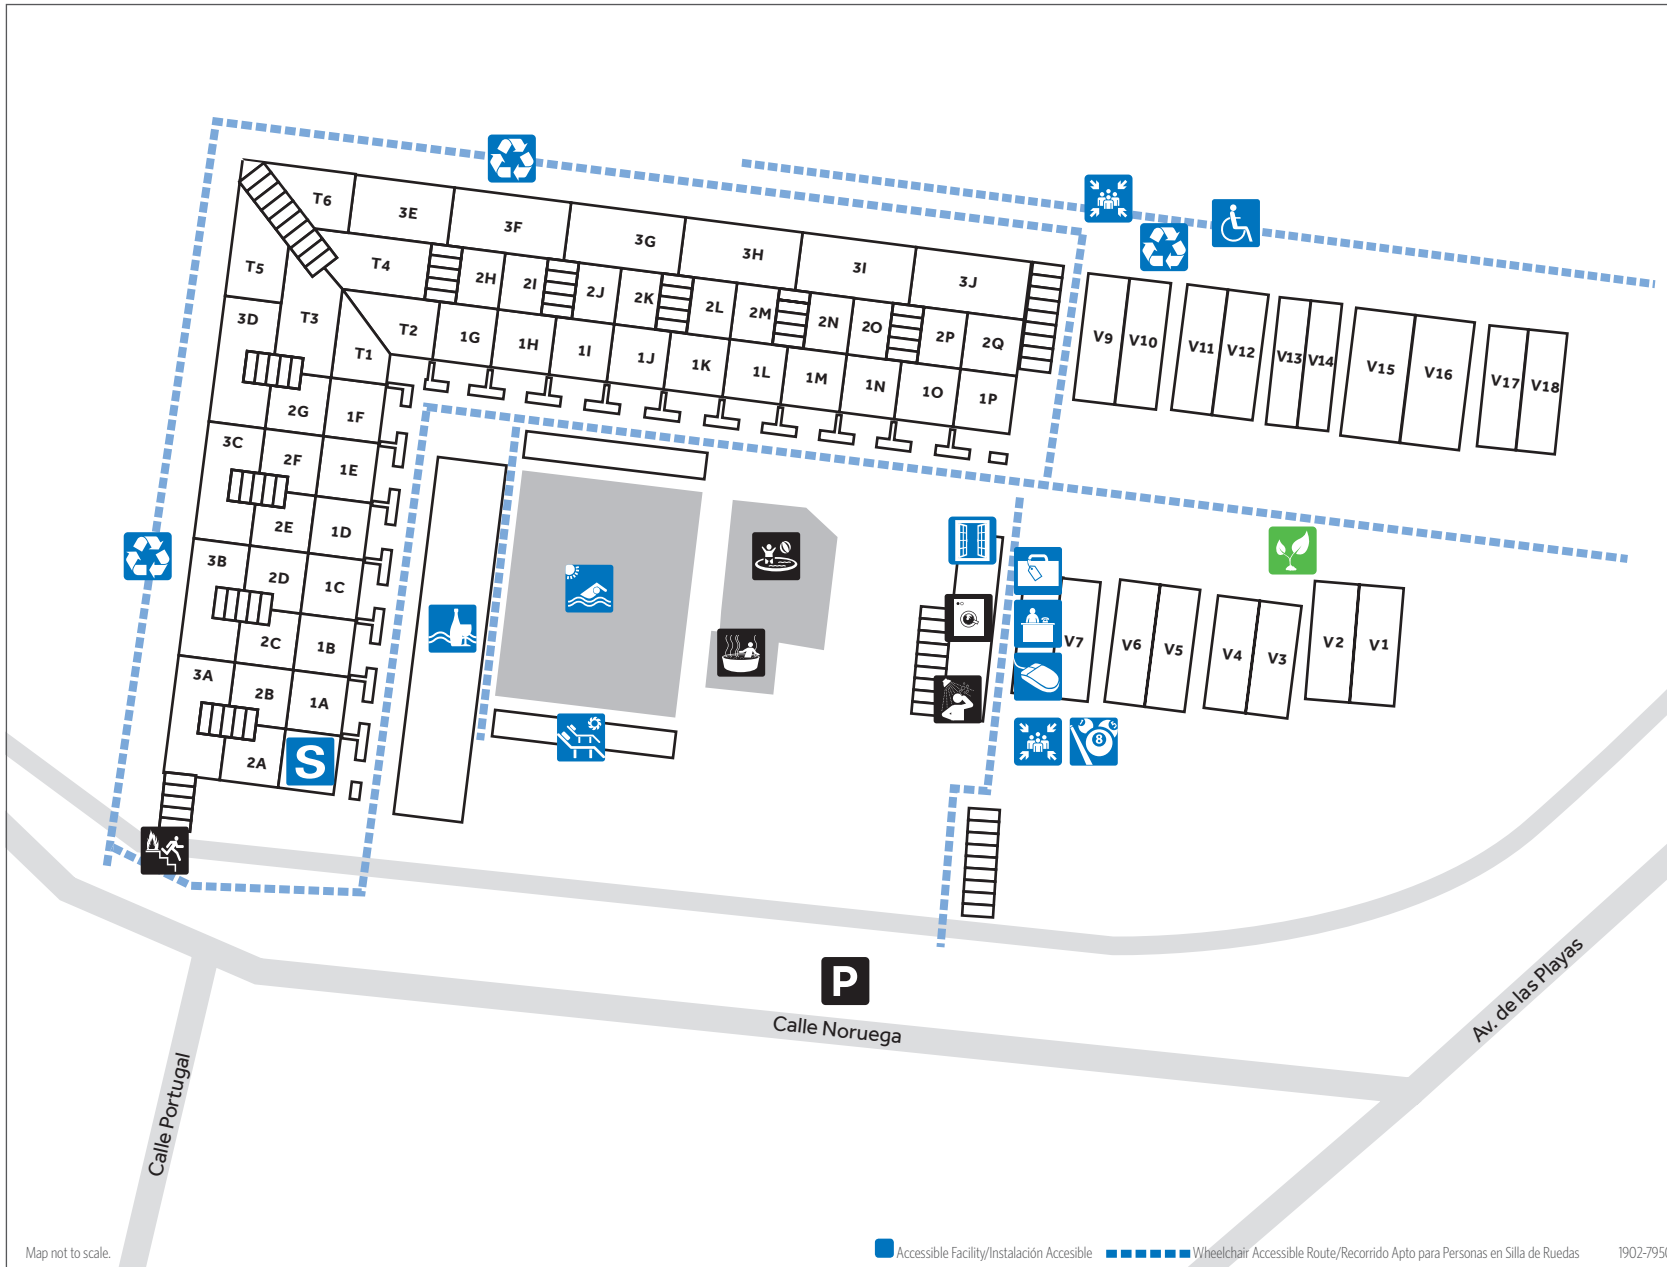 T6
3E
3F
3G
3H
3I
3J
T5
T4
2H
2I
2J
2K
2L
2M
2N
2O
2P
2Q
3D
T3
T2
T1
1G
1H
1I
1J
1K
1L
1M
1N
1O
1P
V9
V10
V11
V12
V13
V14
V15
V16
V17
V18
2G
1F
3C
2F
1E
2E
1D
3B
2D
1C
2C
1B
3A
2B
1A
2A
S
V7
V6
V5
V4
V3
V2
V1
8
P
Calle Noruega
Calle Portugal
Av. de las Playas
Map not to scale.
Accessible Facility/Instalación Accesible
Wheelchair Accessible Route/Recorrido Apto para Personas en Silla de Ruedas
1902-7950